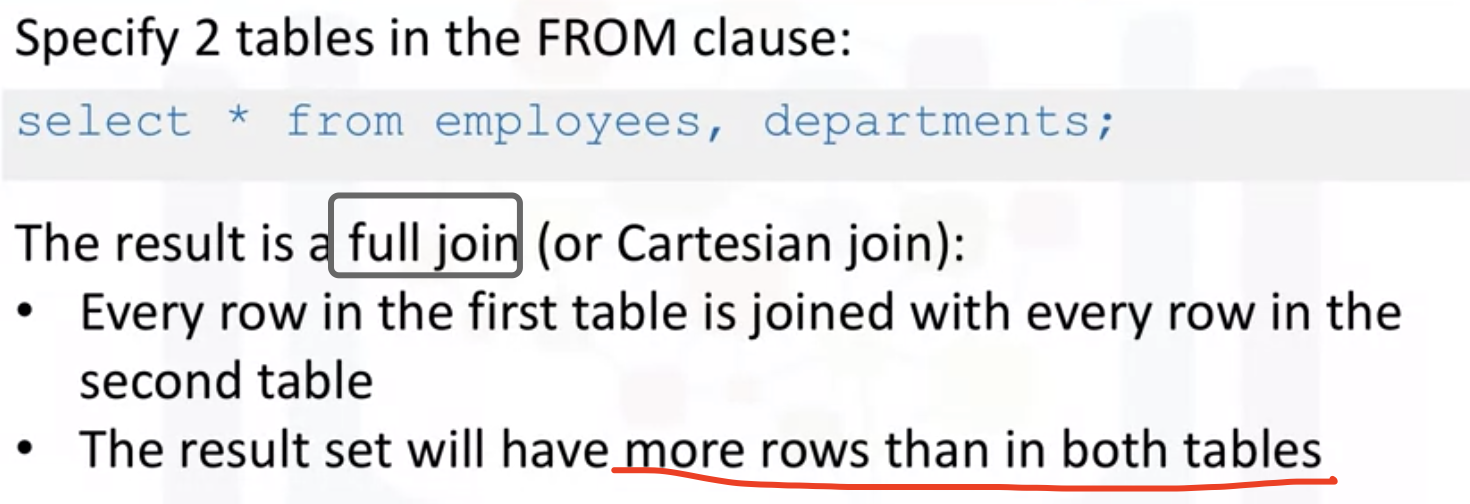 Specify 2 tables in the FROM clause:
select * from employees, departments;
The result is a full join (or Cartesian join):
• Every row in the first table is joined with every row in the
second table
• The result set will have more rows than in both tables